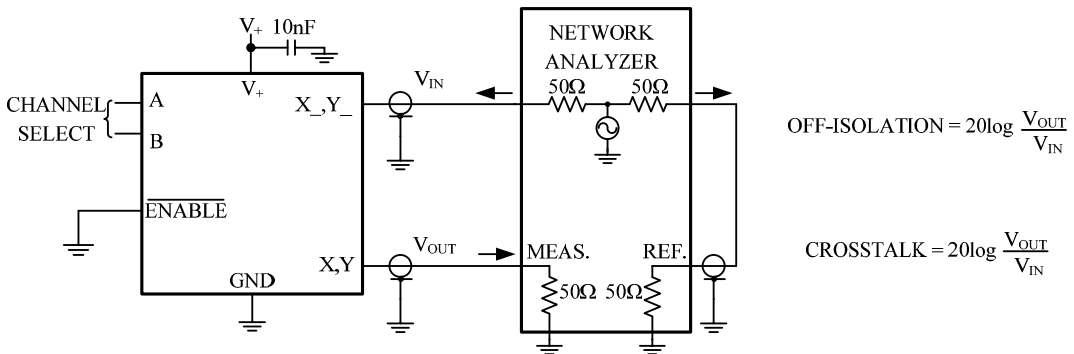 V+ 10nF
NETWORK
ANALYZER
50Ω 50Ω
V+
CHANNEL
SELECT
A
B
X_,Y_
VIN
OFF-ISOLATION = 20log VOUT/VIN
ENABLE
X,Y
VOUT
MEAS. REF.
CROSSTALK = 20log VOUT/VIN
GND
50Ω 50Ω